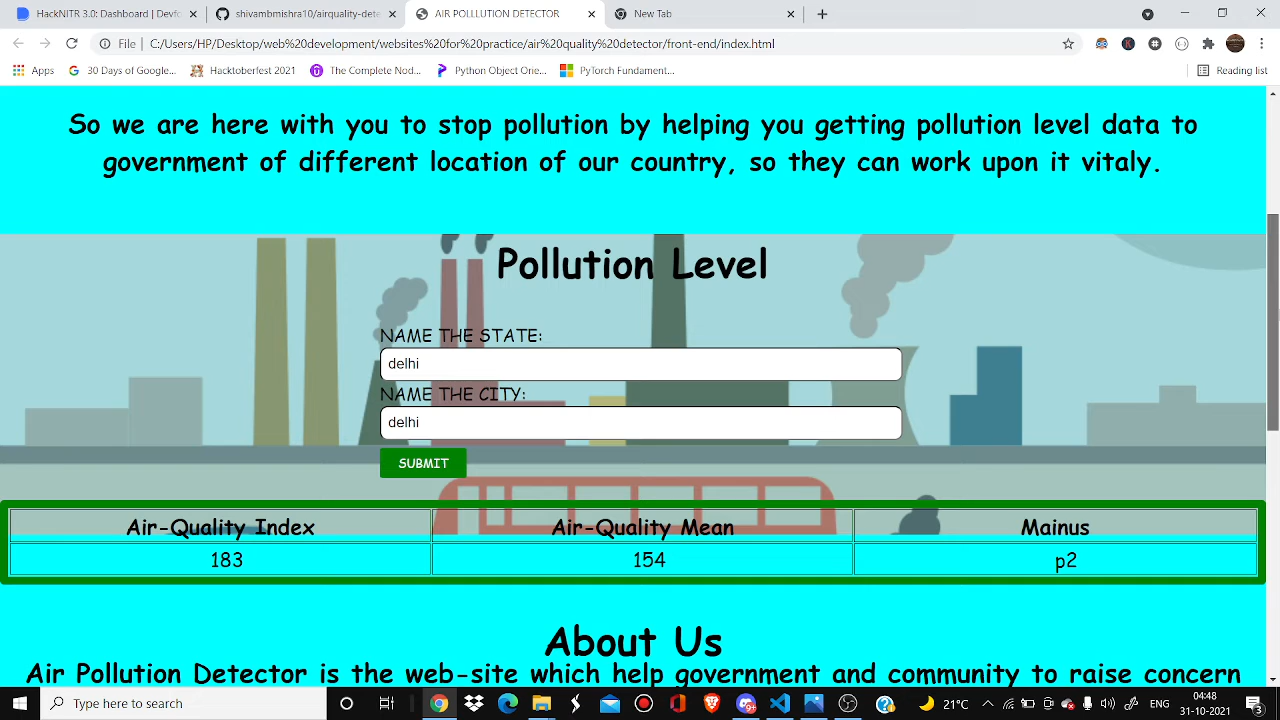 HackNITR 3.0: Dashboard | Devfo
shivambmishra10/airquality-dete
AIR POLLLUTION DETECTOR
New Tab
File
C:/Users/HP/Desktop/web%20development/websites%20for%20practice/air%20quality%20detector/front-end/index.html
Apps
30 Days of Google...
Hacktoberfest 2021
The Complete Nod...
Python Object Orie...
PyTorch Fundament...
Reading list
So we are here with you to stop pollution by helping you getting pollution level data to
government of different location of our country, so they can work upon it vitaly.
Pollution Level
NAME THE STATE:
delhi
NAME THE CITY:
delhi
SUBMIT
Air-Quality Index Air-Quality Mean Mainus
183 154 p2
About Us
Air Pollution Detector is the web-site which help government and community to raise concern
Type here to search
21°C
ENG
04:48
31-10-2021
3